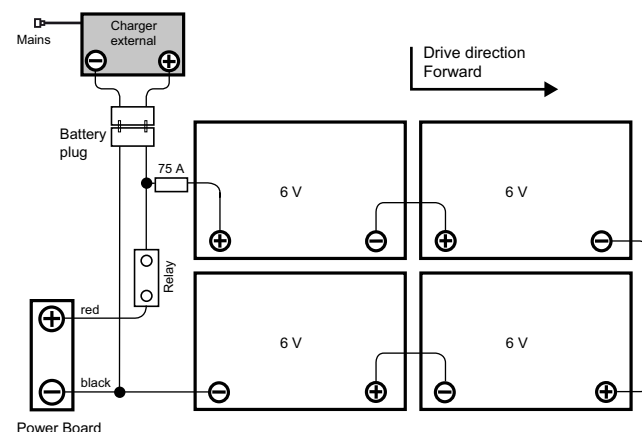 Charger
external
Mains
Drive direction
Forward
Battery
plug
75 A
6 V
6 V
Relay
red
6 V
6 V
black
Power Board